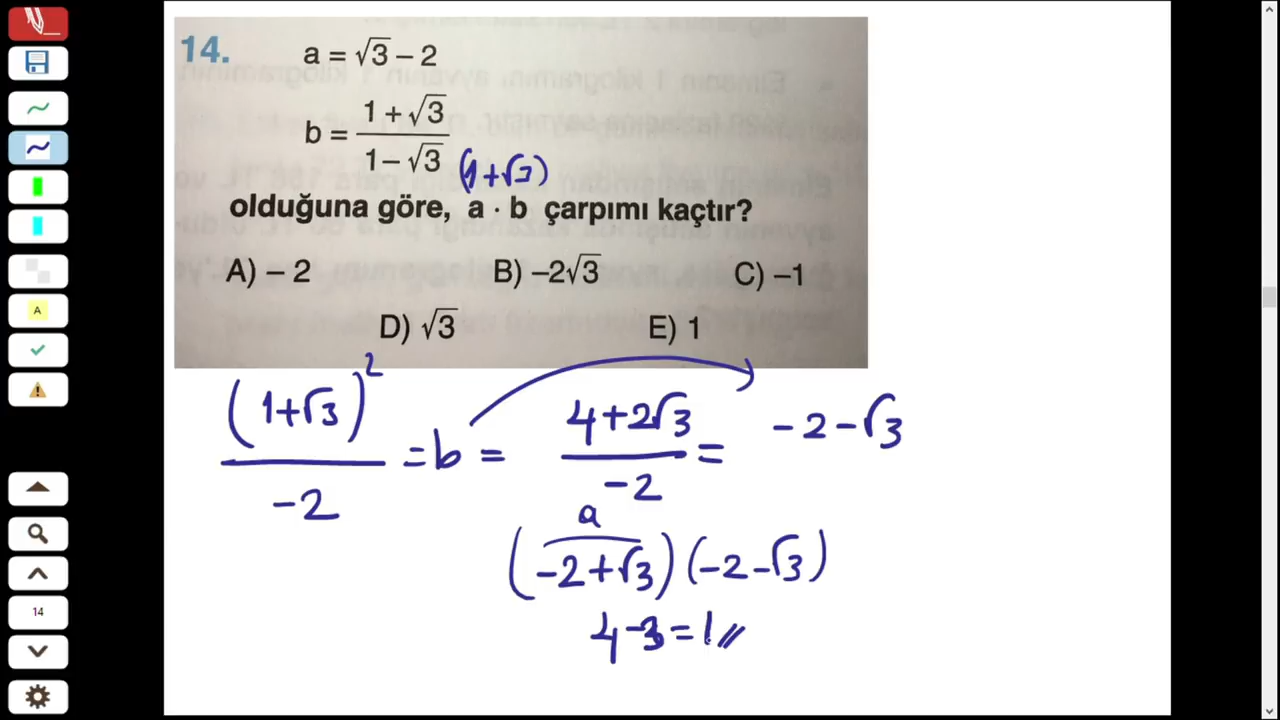 14.
a = √3 – 2
b = (1 + √3) / (1 – √3) (1+√3)
olduğuna göre, a · b çarpımı kaçtır?
A) – 2 B) –2√3 C) –1
D) √3 E) 1
(1+√3)² / -2 = b = (4+2√3) / -2 = -2-√3
a
(-2+√3)(-2-√3)
4-3=1//
A
14